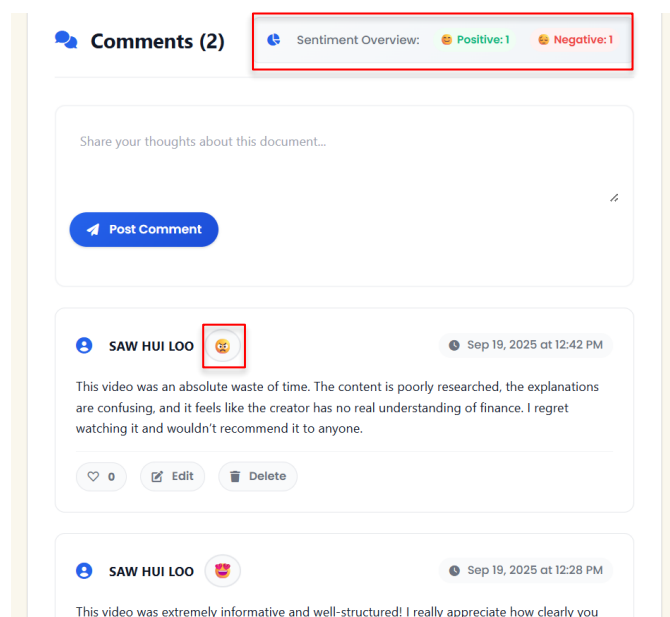 Comments (2)
Sentiment Overview: Positive: 1 Negative: 1
Share your thoughts about this document...
Post Comment
SAW HUI LOO Sep 19, 2025 at 12:42 PM
This video was an absolute waste of time. The content is poorly researched, the explanations
are confusing, and it feels like the creator has no real understanding of finance. I regret
watching it and wouldn't recommend it to anyone.
0 Edit Delete
SAW HUI LOO Sep 19, 2025 at 12:28 PM
This video was extremely informative and well-structured! I really appreciate how clearly you